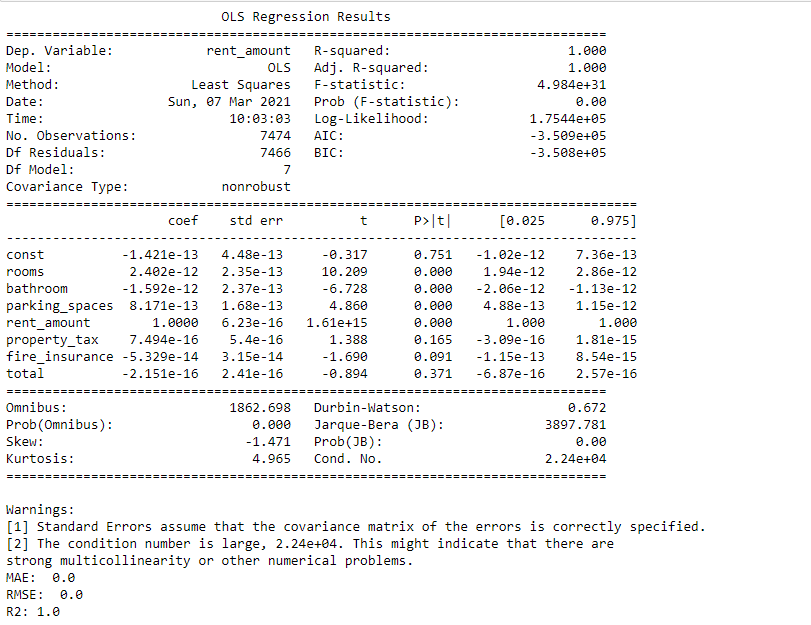 OLS Regression Results
==============================================================================
Dep. Variable:            rent_amount   R-squared:                       1.000
Model:                            OLS   Adj. R-squared:                  1.000
Method:                 Least Squares   F-statistic:                 4.984e+31
Date:                Sun, 07 Mar 2021   Prob (F-statistic):               0.00
Time:                        10:03:03   Log-Likelihood:             1.7544e+05
No. Observations:                7474   AIC:                        -3.509e+05
Df Residuals:                    7466   BIC:                        -3.508e+05
Df Model:                           7
Covariance Type:            nonrobust
==================================================================================
                     coef    std err          t      P>|t|      [0.025      0.975]
----------------------------------------------------------------------------------
const          -1.421e-13   4.48e-13     -0.317      0.751   -1.02e-12    7.36e-13
rooms           2.402e-12   2.35e-13     10.209      0.000    1.94e-12    2.86e-12
bathroom       -1.592e-12   2.37e-13     -6.728      0.000   -2.06e-12   -1.13e-12
parking_spaces  8.171e-13   1.68e-13      4.860      0.000    4.88e-13    1.15e-12
rent_amount        1.0000   6.23e-16   1.61e+15      0.000       1.000       1.000
property_tax    7.494e-16    5.4e-16      1.388      0.165   -3.09e-16    1.81e-15
fire_insurance -5.329e-14   3.15e-14     -1.690      0.091   -1.15e-13    8.54e-15
total          -2.151e-16   2.41e-16     -0.894      0.371   -6.87e-16    2.57e-16
==============================================================================
Omnibus:                     1862.698   Durbin-Watson:                   0.672
Prob(Omnibus):                  0.000   Jarque-Bera (JB):             3897.781
Skew:                          -1.471   Prob(JB):                         0.00
Kurtosis:                       4.965   Cond. No.                     2.24e+04
==============================================================================
Warnings:
[1] Standard Errors assume that the covariance matrix of the errors is correctly specified.
[2] The condition number is large, 2.24e+04. This might indicate that there are
strong multicollinearity or other numerical problems.
MAE:  0.0
RMSE:  0.0
R2: 1.0